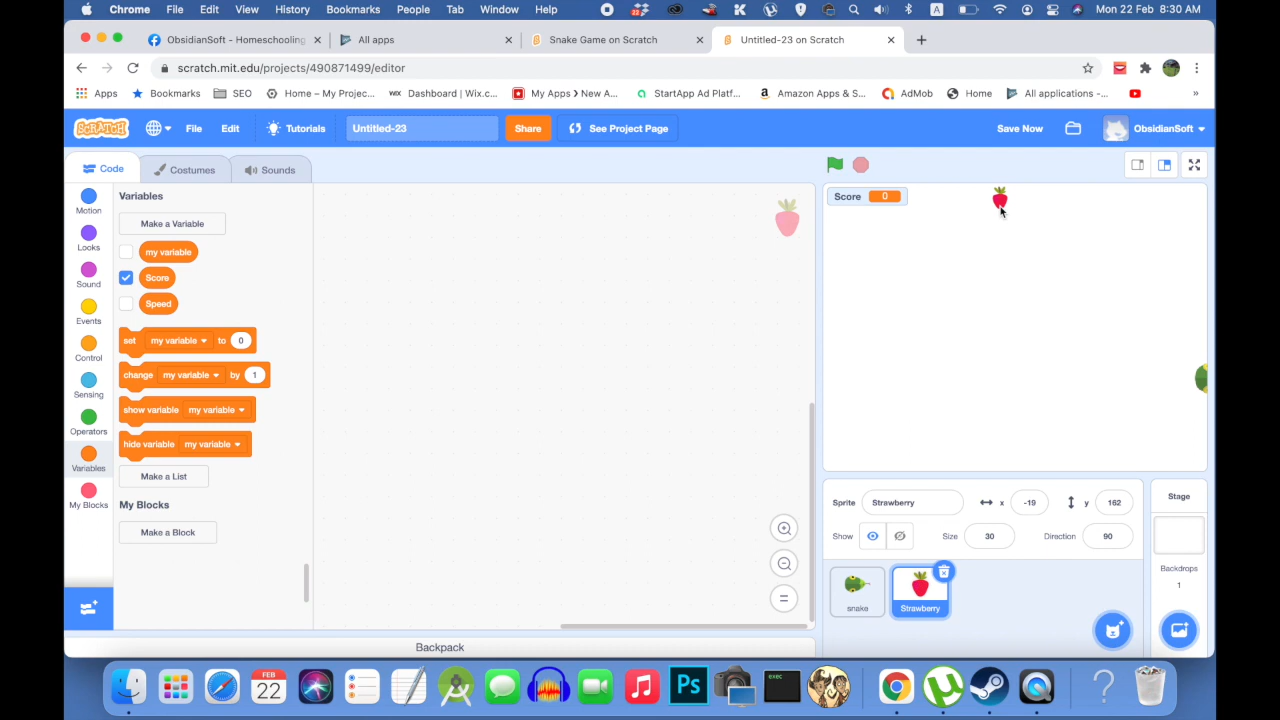 Chrome File Edit View History Bookmarks People Tab Window Help Mon 22 Feb 8:30 AM
ObsidianSoft - Homeschooling All apps Snake Game on Scratch Untitled-23 on Scratch
scratch.mit.edu/projects/490871499/editor
Apps Bookmarks SEO Home – My Projec... WIX Dashboard | Wix.c... My Apps > New A... StartApp Ad Platf... Amazon Apps & S... AdMob Home All applications -... »
SCRATCH File Edit Tutorials Untitled-23 Share See Project Page Save Now ObsidianSoft
Code Costumes Sounds
Motion
Looks
Sound
Events
Control
Sensing
Operators
Variables
My Blocks
Variables
Make a Variable
my variable
Score
Speed
set my variable to 0
change my variable by 1
show variable my variable
hide variable my variable
Make a List
My Blocks
Make a Block
Score 0
Sprite Strawberry x -19 y 162
Show Size 30 Direction 90
snake
Strawberry
Stage
Backdrops
1
Backpack
FEB
22
exec
Ps